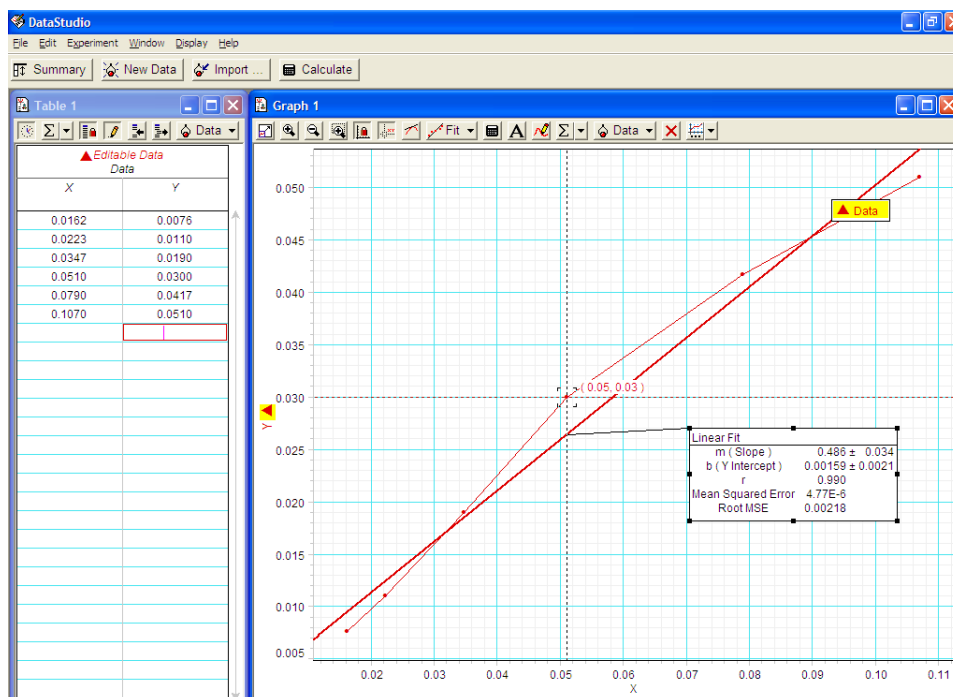 DataStudio
File Edit Experiment Window Display Help
Summary New Data Import ... Calculate
Table 1
Σ Data
Editable Data
Data
X Y
0.0162 0.0076
0.0223 0.0110
0.0347 0.0190
0.0510 0.0300
0.0790 0.0417
0.1070 0.0510
Graph 1
Fit A Σ Data
0.050
Data
0.045
0.040
0.035
( 0.05, 0.03 )
0.030
Y
0.025
Linear Fit
m ( Slope ) 0.486 ± 0.034
b ( Y Intercept ) 0.00159 ± 0.0021
r 0.990
Mean Squared Error 4.77E-6
Root MSE 0.00218
0.020
0.015
0.010
0.005
0.02 0.03 0.04 0.05 0.06 0.07 0.08 0.09 0.10 0.11
X